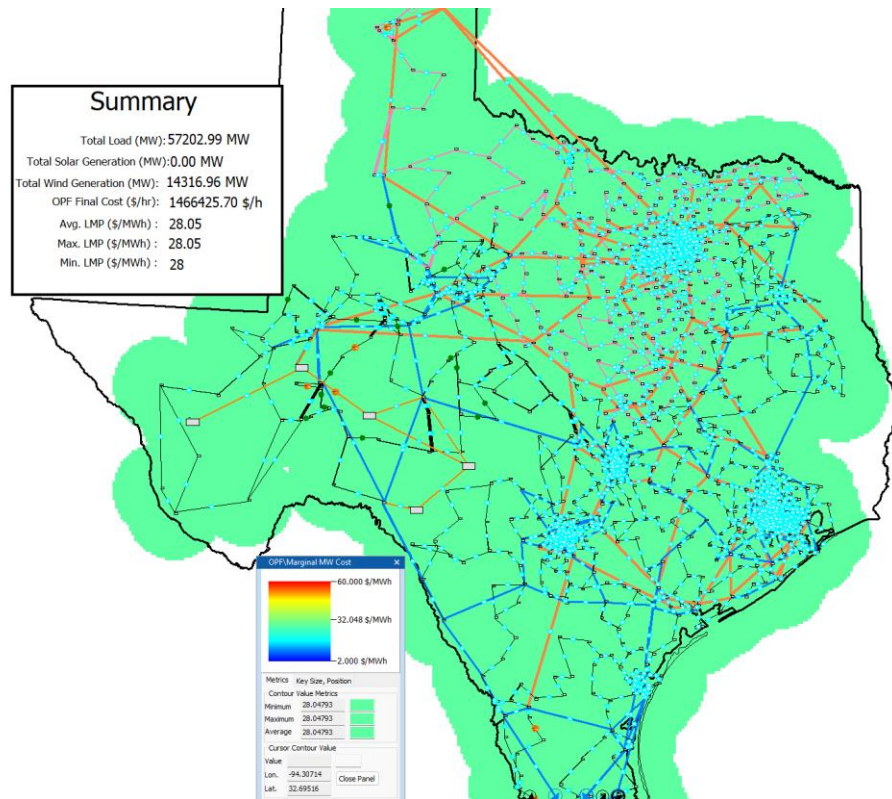 Summary
Total Load (MW): 57202.99 MW
Total Solar Generation (MW): 0.00 MW
Total Wind Generation (MW): 14316.96 MW
OPF Final Cost ($/hr): 1466425.70 $/h
Avg. LMP ($/MWh) : 28.05
Max. LMP ($/MWh) : 28.05
Min. LMP ($/MWh) : 28
OPF\Marginal MW Cost
60.000 $/MWh
32.048 $/MWh
2.000 $/MWh
Metrics Key Size, Position
Contour Value Metrics
Minimum 28.04793
Maximum 28.04793
Average 28.04793
Cursor Contour Value
Value
Lon. -94.30714
Close Panel
Lat. 32.69516